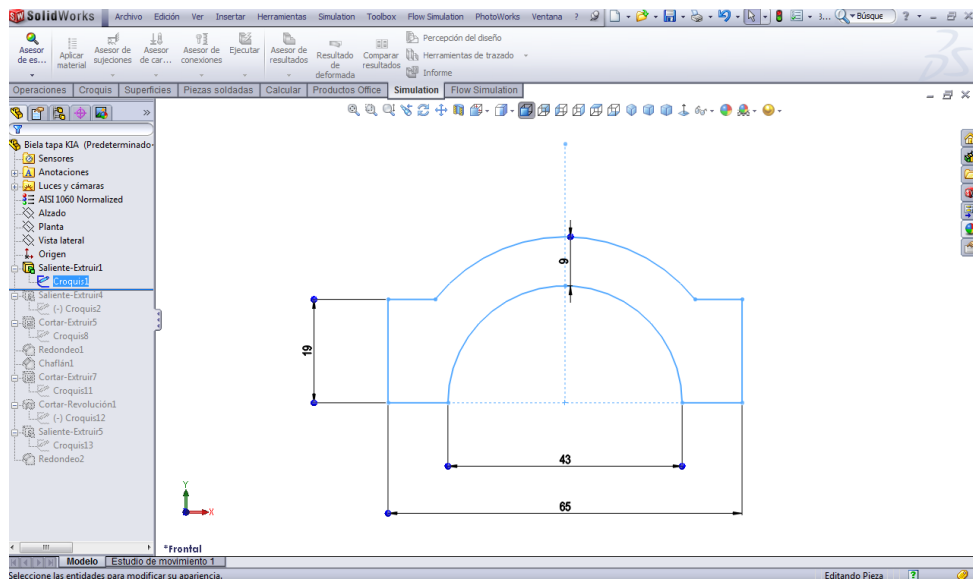 SolidWorks Archivo Edición Ver Insertar Herramientas Simulation Toolbox Flow Simulation PhotoWorks Ventana ? 3... Búsque ?
Asesor de es...
Aplicar material
Asesor de sujeciones
Asesor de car...
Asesor de conexiones
Ejecutar
Asesor de resultados
Resultado de deformada
Comparar resultados
Percepción del diseño
Herramientas de trazado
Informe
Operaciones Croquis Superficies Piezas soldadas Calcular Productos Office Simulation Flow Simulation
Biela tapa KIA (Predeterminado-
Sensores
Anotaciones
Luces y cámaras
AISI 1060 Normalized
Alzado
Planta
Vista lateral
Origen
Saliente-Extruir1
Croquis1
Saliente-Extruir4
(-) Croquis2
Cortar-Extruir5
Croquis8
Redondeo1
Chaflán1
Cortar-Extruir7
Croquis11
Cortar-Revolución1
(-) Croquis12
Saliente-Extruir5
Croquis13
Redondeo2
9
19
43
65
Y
X
*Frontal
Modelo Estudio de movimiento 1
Seleccione las entidades para modificar su apariencia. Editando Pieza